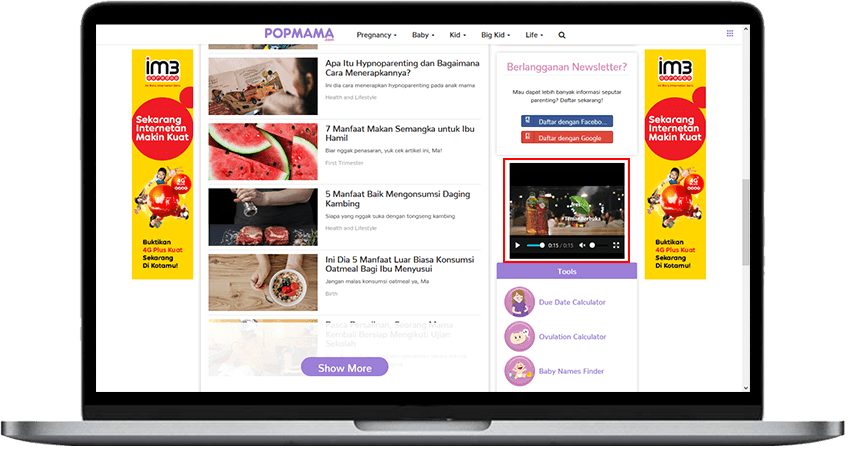 POPMAMA
.com
Pregnancy
Baby
Kid
Big Kid
Life
im3
ooredoo
Sekarang
Internetan
Makin Kuat
Buktikan
4G Plus Kuat
Sekarang
Di Kotamu!
Apa Itu Hypnoparenting dan Bagaimana
Cara Menerapkannya?
Ini dia cara menerapkan hypnoparenting pada anak mama
Health and Lifestyle
7 Manfaat Makan Semangka untuk Ibu
Hamil
Biar nggak penasaran, yuk cek artikel ini, Ma!
First Trimester
5 Manfaat Baik Mengonsumsi Daging
Kambing
Siapa yang nggak suka dengan tongseng kambing
Health and Lifestyle
Ini Dia 5 Manfaat Luar Biasa Konsumsi
Oatmeal Bagi Ibu Menyusui
Jangan malas konsumsi oatmeal ya, Ma
Birth
Pasca Persalinan, Seorang Mama
Kembali Bersiap Mengikuti Ujian
Sekolah
Show More
Berlangganan Newsletter?
Mau dapat lebih banyak informasi seputar
parenting? Daftar sekarang!
Daftar dengan Facebo...
Daftar dengan Google
0:15 / 0:15
Tools
Due Date Calculator
Ovulation Calculator
Baby Names Finder
im3
ooredoo
Sekarang
Internetan
Makin Kuat
Buktikan
4G Plus Kuat
Sekarang
Di Kotamu!